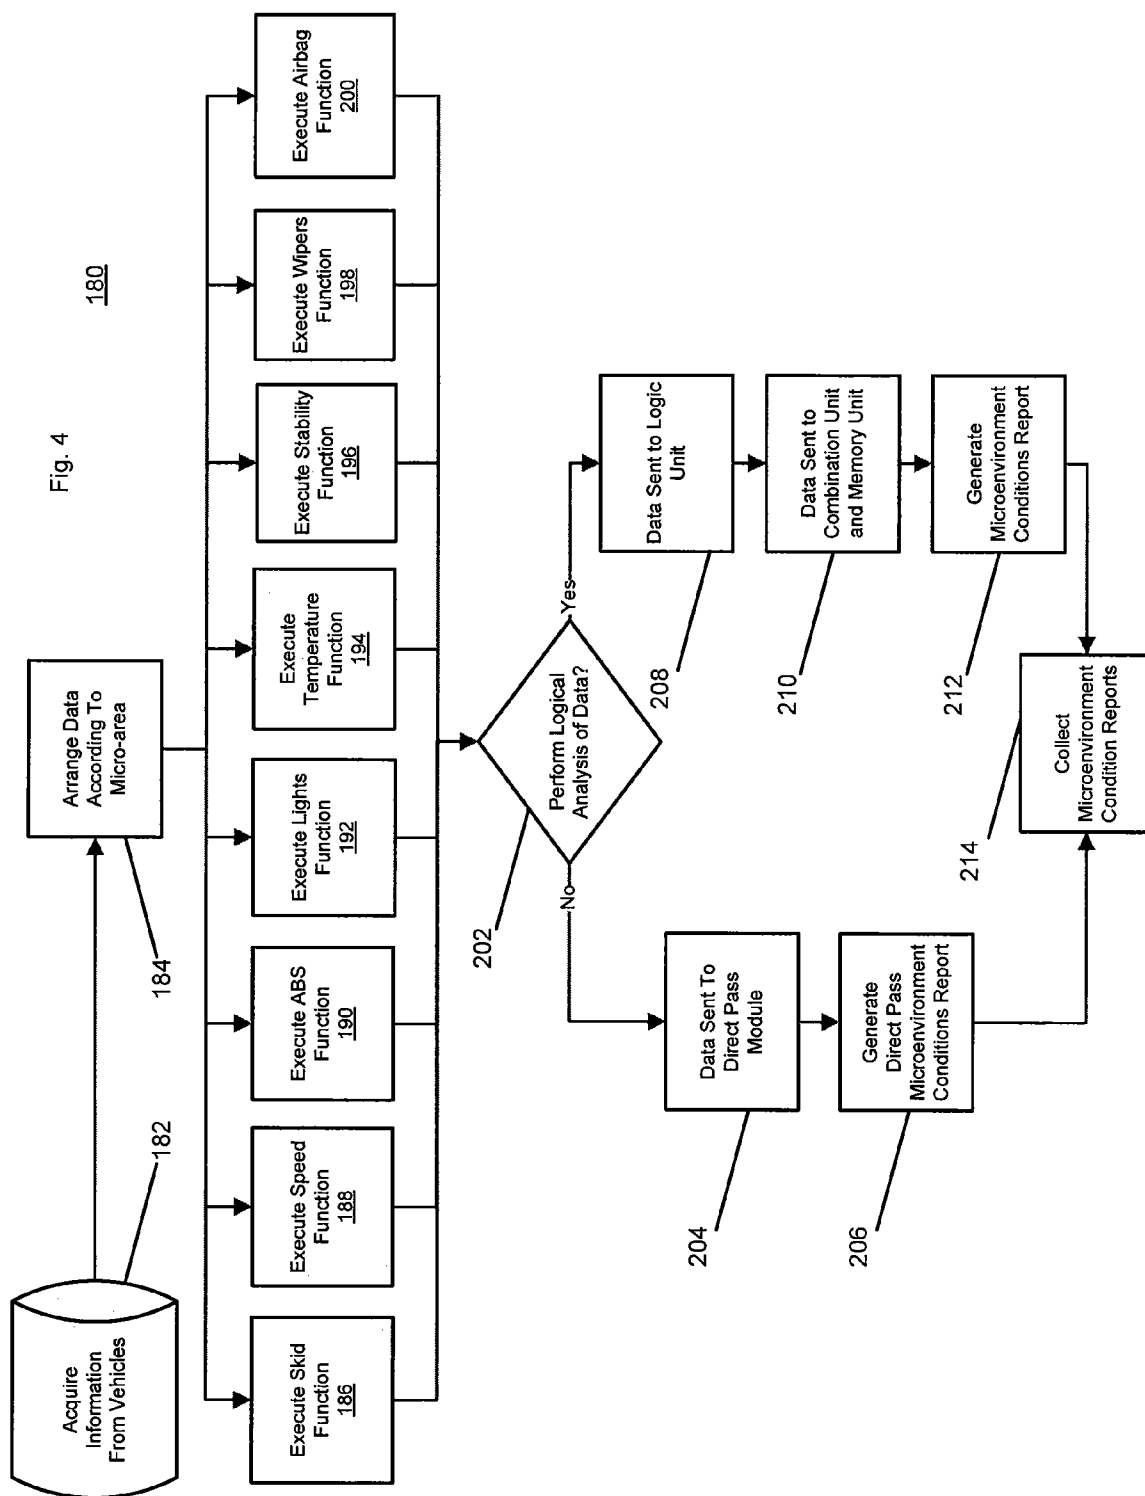 Fig. 4
180
Acquire
Information
From Vehicles
182
Arrange Data
According To
Micro-area
184
Execute Skid
Function
186
Execute Speed
Function
188
Execute ABS
Function
190
Execute Lights
Function
192
Execute
Temperature
Function
194
Execute Stability
Function
196
Execute Wipers
Function
198
Execute Airbag
Function
200
Perform Logical
Analysis of Data?
202
No
Yes
Data Sent To
Direct Pass
Module
204
Generate
Direct Pass
Microenvironment
Conditions Report
206
Data Sent to Logic
Unit
208
Data Sent to
Combination Unit
and Memory Unit
210
Generate
Microenvironment
Conditions Report
212
Collect
Microenvironment
Condition Reports
214